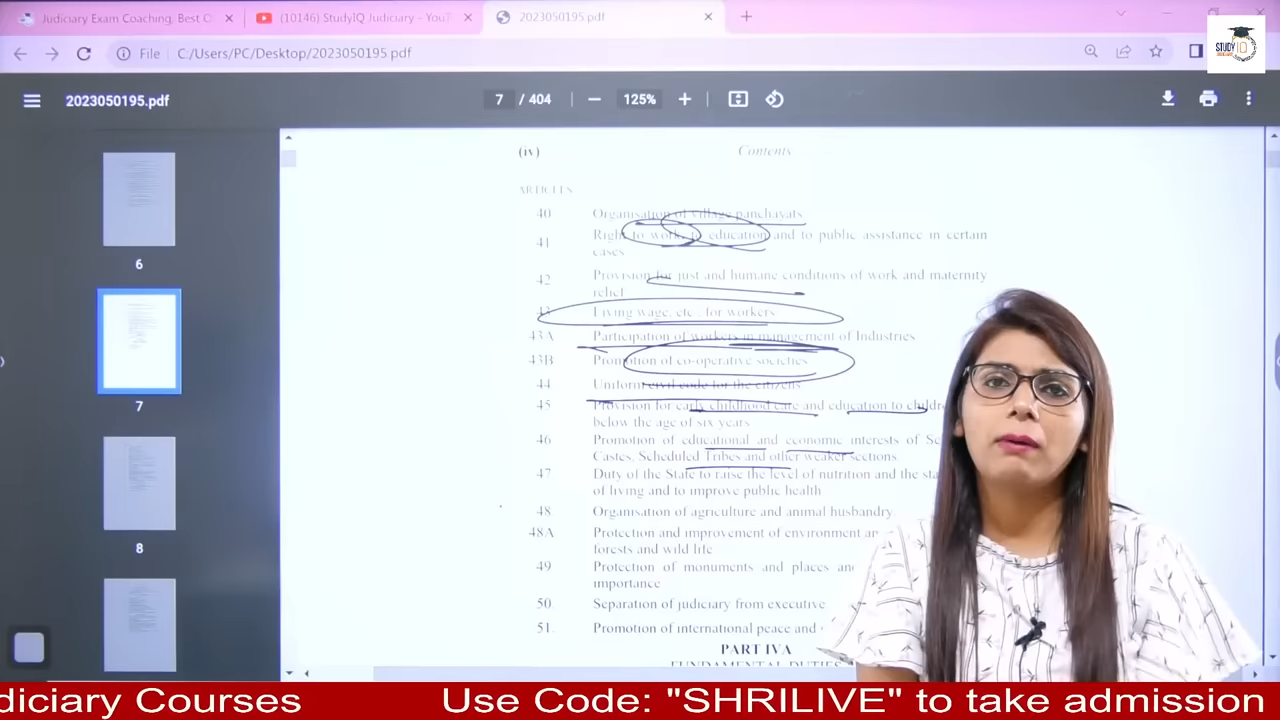 Judiciary Exam Coaching, Best O
(10146) StudyIQ Judiciary - YouT
2023050195.pdf
File
C:/Users/PC/Desktop/2023050195.pdf
STUDY IQ
2023050195.pdf
7 / 404
125%
6
7
8
(iv)
Contents
ARTICLES
40 Organisation of village panchayats
41 Right to work, to education and to public assistance in certain
cases
42 Provision for just and humane conditions of work and maternity
relief
43 Living wage, etc., for workers
43A Participation of workers in management of Industries
43B Promotion of co-operative societies
44 Uniform civil code for the citizens
45 Provision for early childhood care and education to childre
below the age of six years
46 Promotion of educational and economic interests of Sc
Castes, Scheduled Tribes and other weaker sections
47 Duty of the State to raise the level of nutrition and the sta
of living and to improve public health
48 Organisation of agriculture and animal husbandry
48A Protection and improvement of environment an
forests and wild life
49 Protection of monuments and places and
importance
50 Separation of judiciary from executive
51. Promotion of international peace and
PART IVA
FUNDAMENTAL DUTIES
diciary Courses
Use Code: "SHRILIVE" to take admission